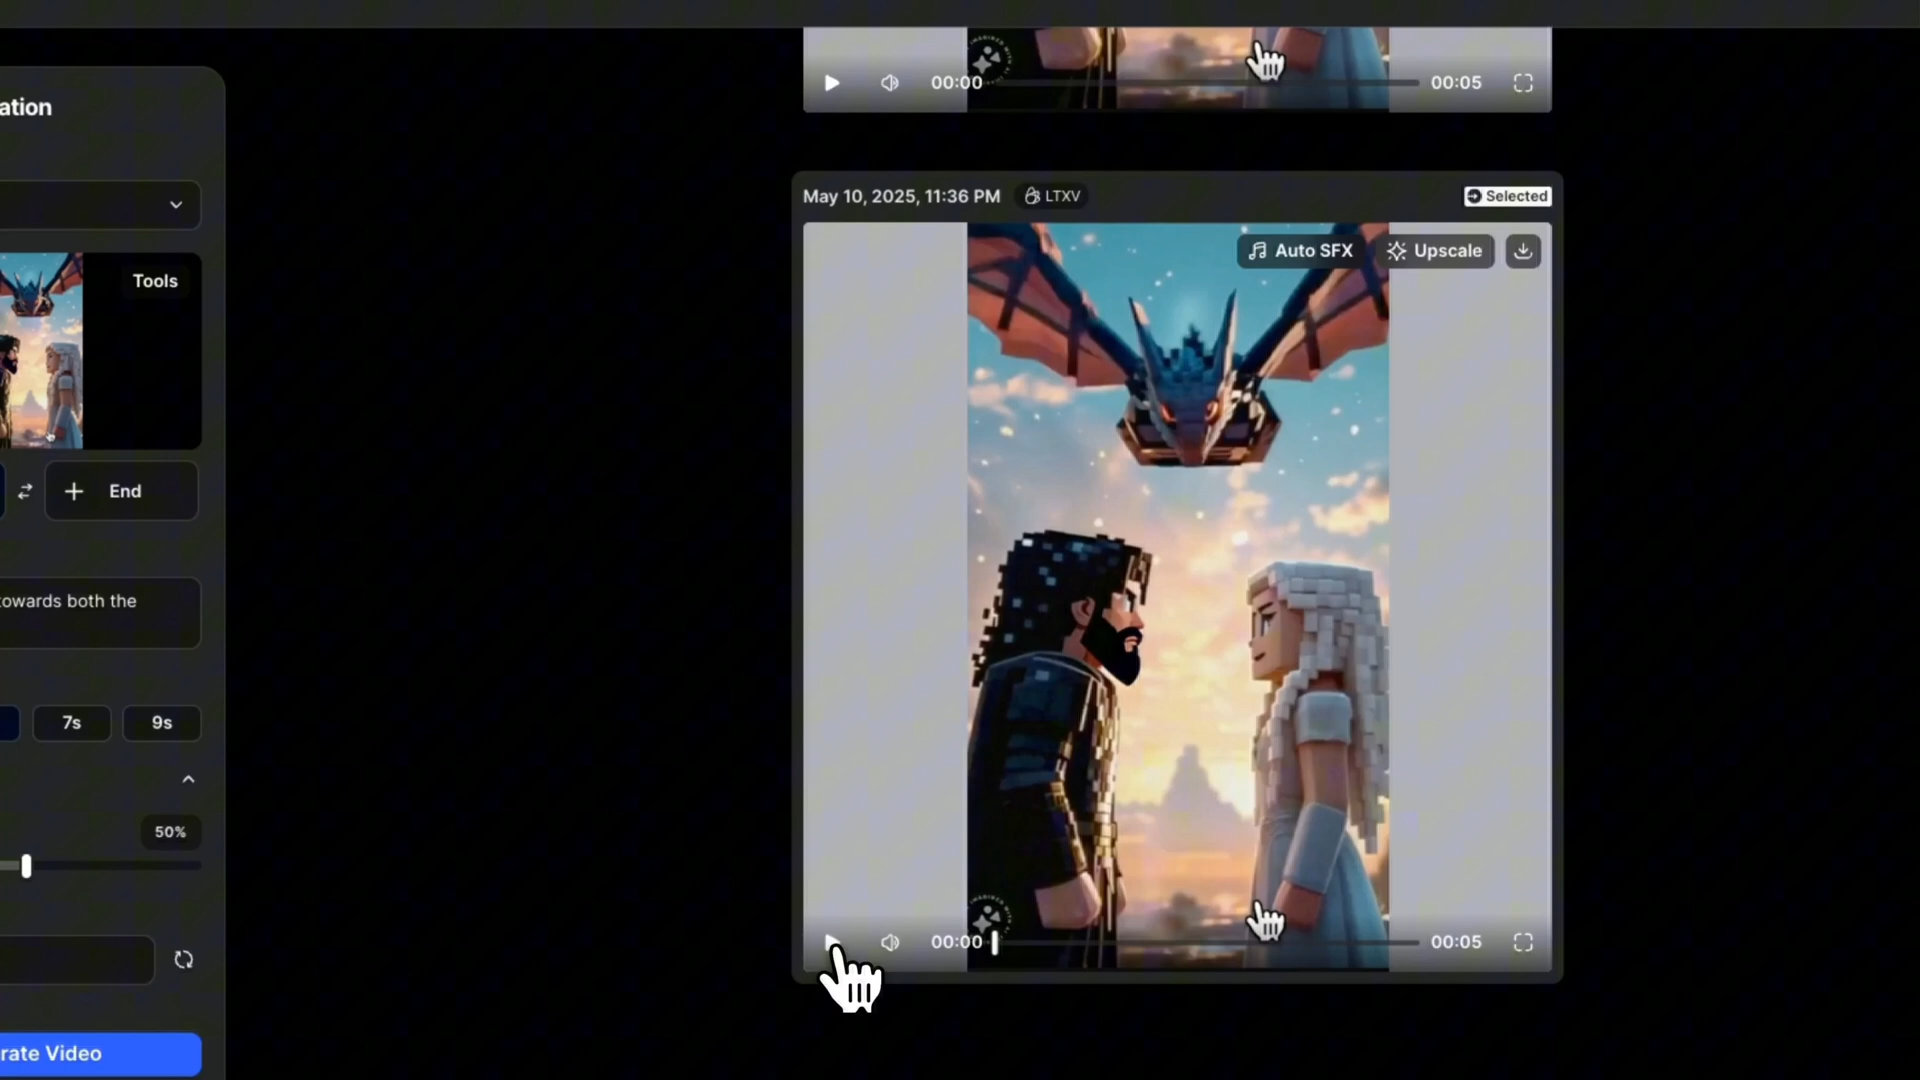 00:00
00:05
ation
May 10, 2025, 11:36 PM
LTXV
Selected
Auto SFX
Upscale
Tools
End
towards both the
7s
9s
50%
00:00
00:05
rate Video